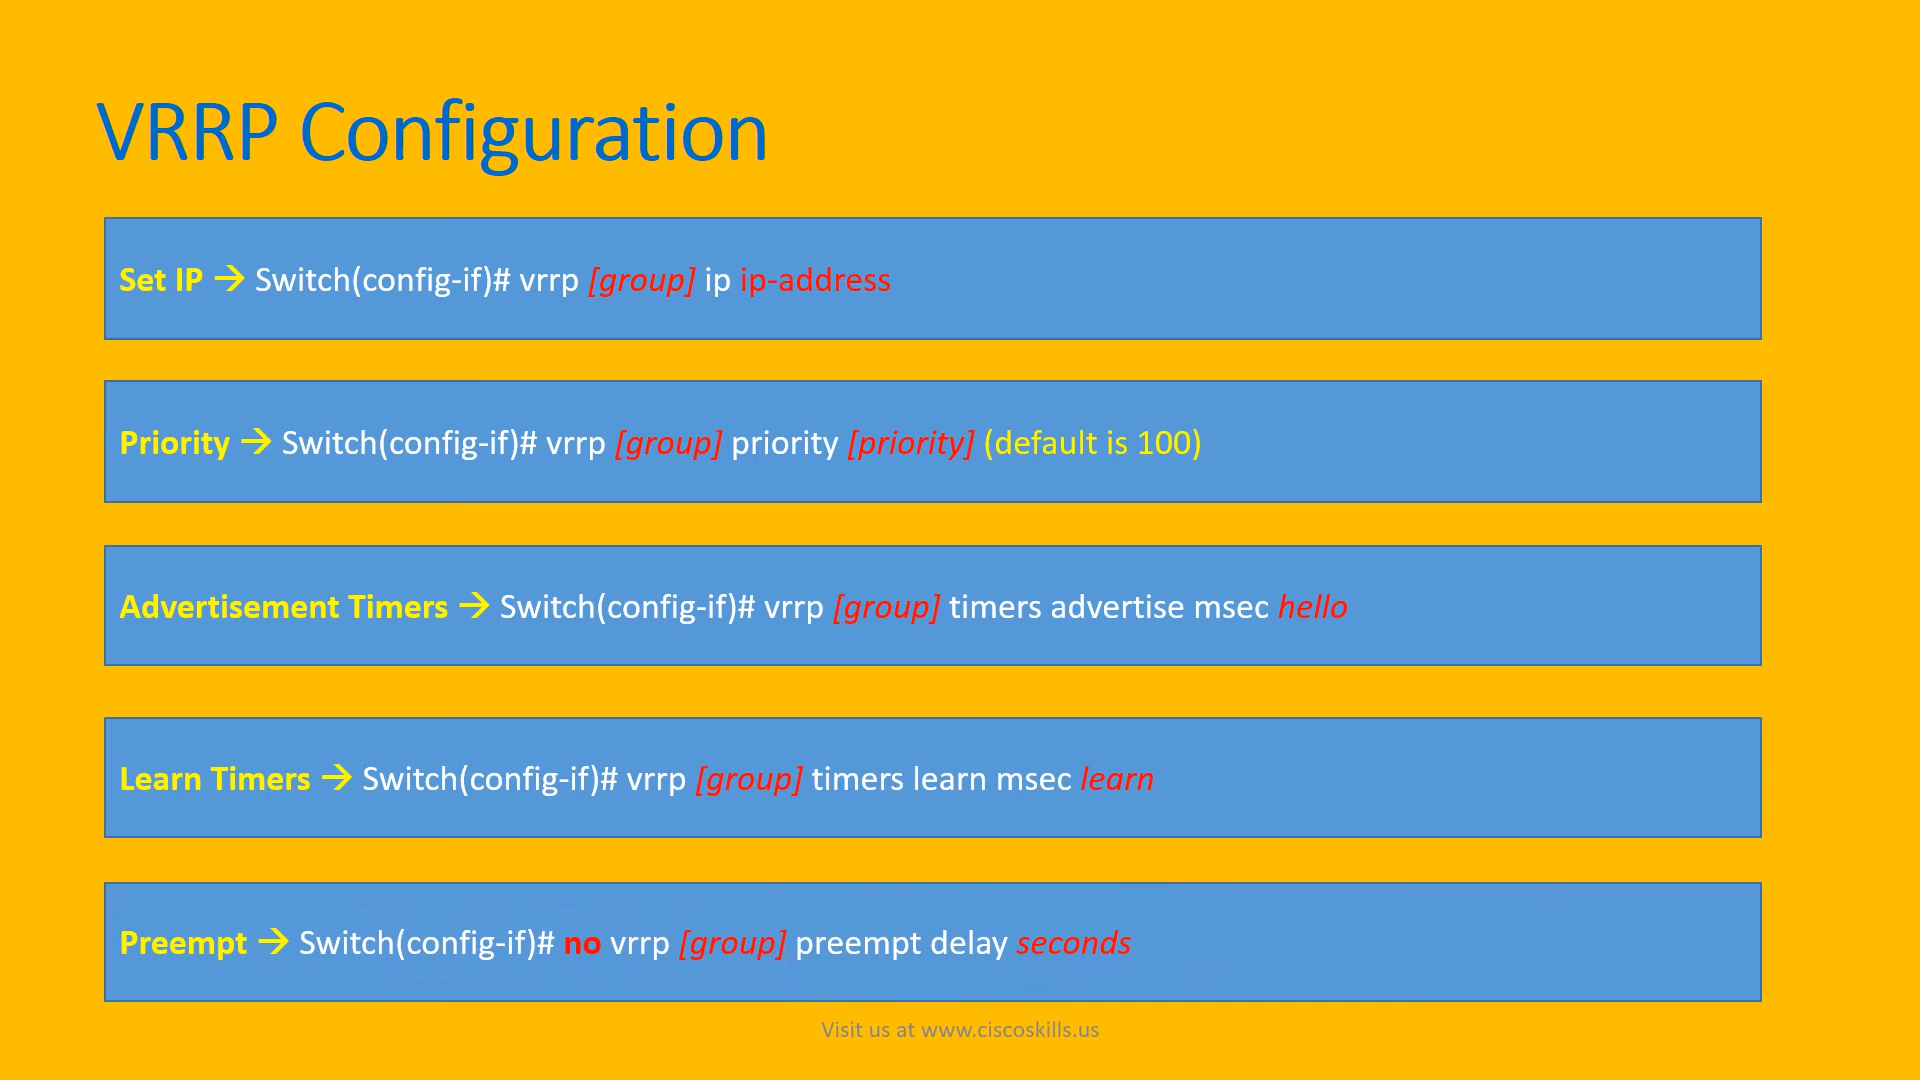 VRRP Configuration
Set IP → Switch(config-if)# vrrp [group] ip ip-address
Priority → Switch(config-if)# vrrp [group] priority [priority] (default is 100)
Advertisement Timers → Switch(config-if)# vrrp [group] timers advertise msec hello
Learn Timers → Switch(config-if)# vrrp [group] timers learn msec learn
Preempt → Switch(config-if)# no vrrp [group] preempt delay seconds
Visit us at www.ciscoskills.us